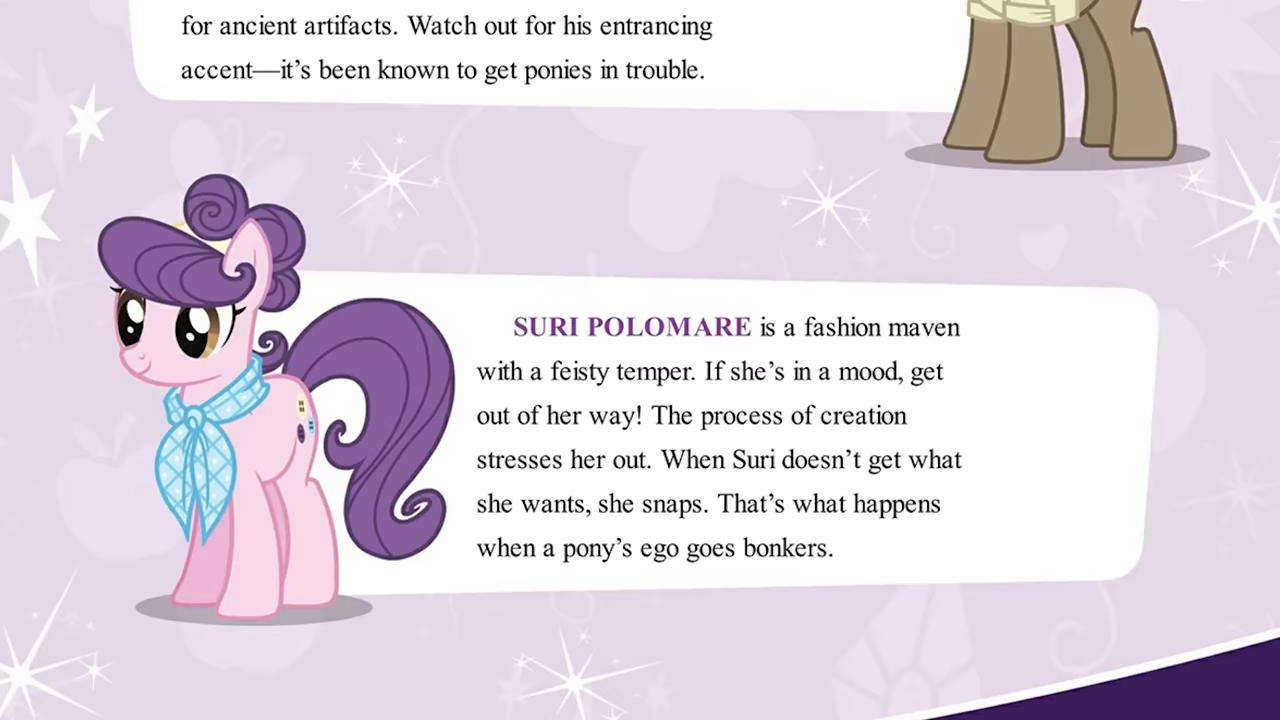 for ancient artifacts. Watch out for his entrancing
accent—it’s been known to get ponies in trouble.
SURI POLOMARE is a fashion maven
with a feisty temper. If she’s in a mood, get
out of her way! The process of creation
stresses her out. When Suri doesn’t get what
she wants, she snaps. That’s what happens
when a pony’s ego goes bonkers.